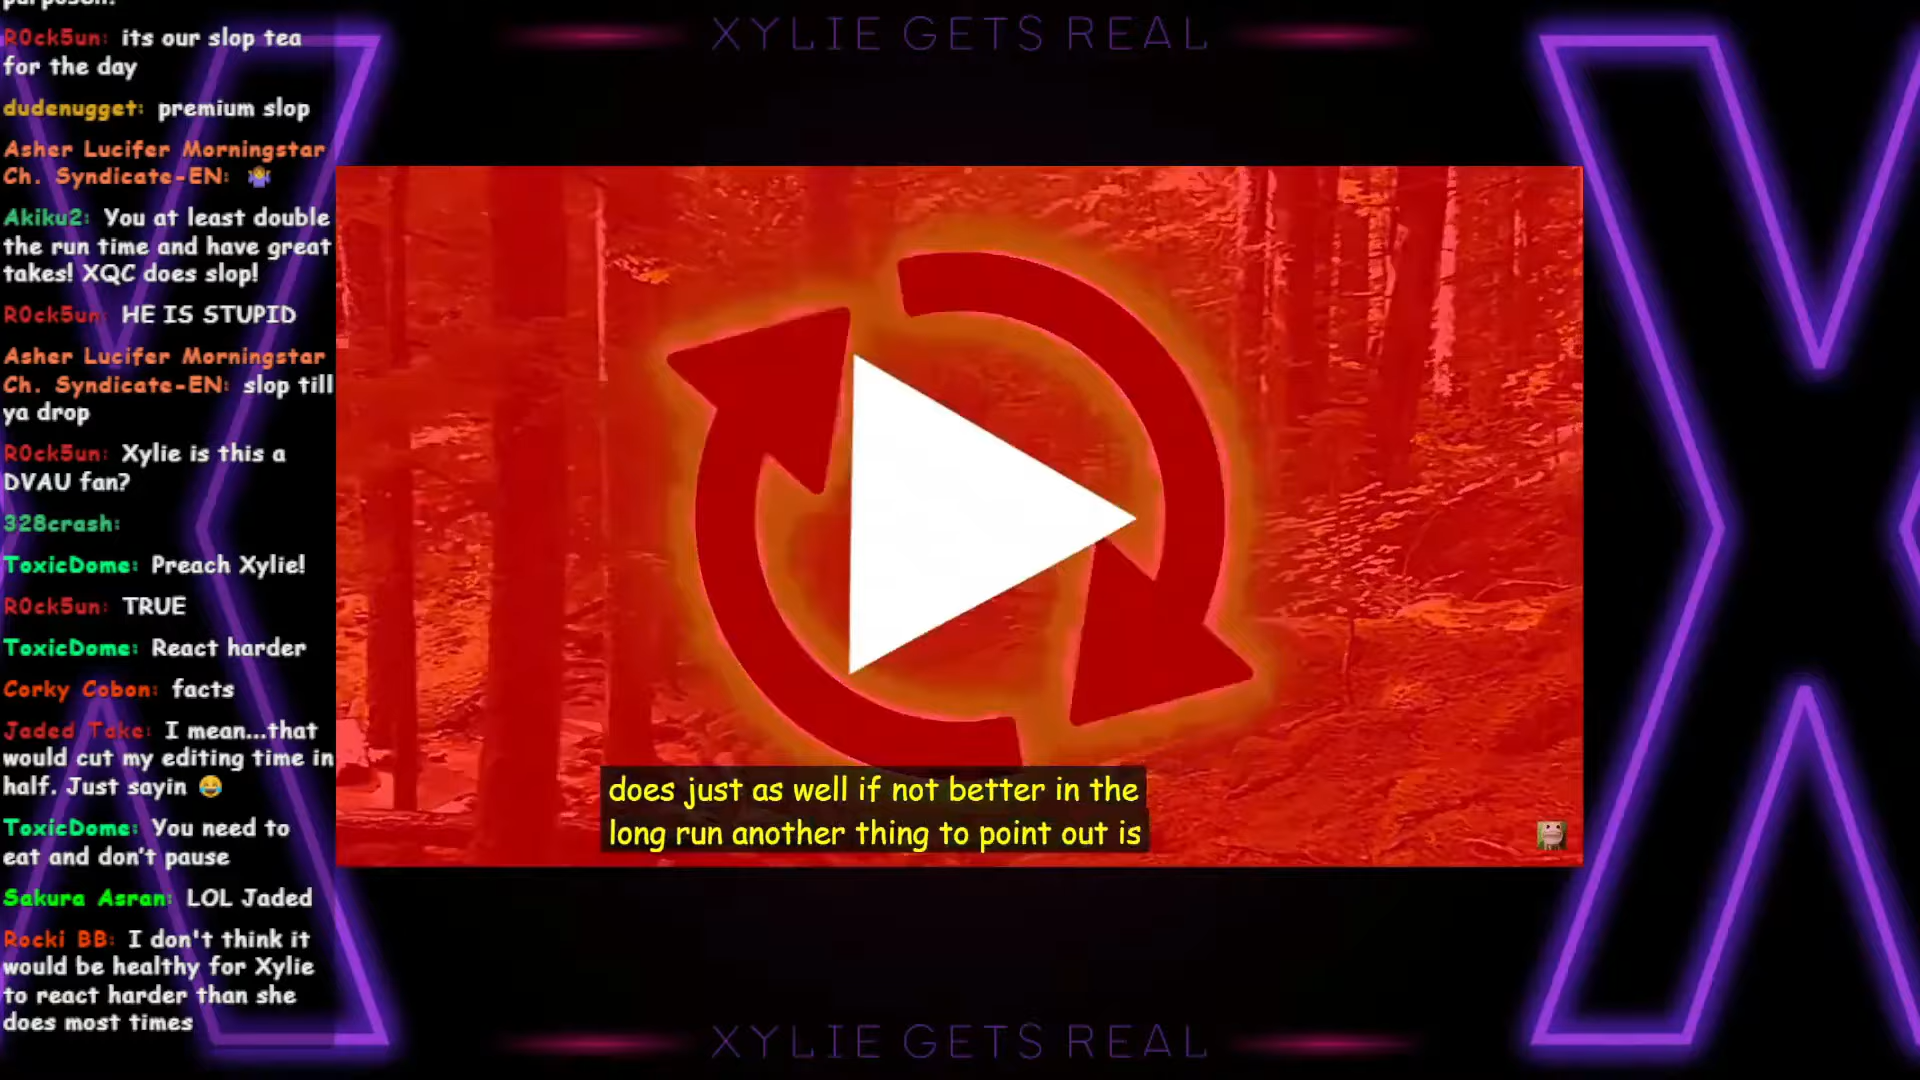 purposen!
R0ck5un: its our slop tea
for the day
dudenugget: premium slop
Asher Lucifer Morningstar
Ch. Syndicate-EN: 🤷
Akiku2: You at least double
the run time and have great
takes! XQC does slop!
R0ck5un: HE IS STUPID
Asher Lucifer Morningstar
Ch. Syndicate-EN: slop till
ya drop
R0ck5un: Xylie is this a
DVAU fan?
328crash:
ToxicDome: Preach Xylie!
R0ck5un: TRUE
ToxicDome: React harder
Corky Cobon: facts
Jaded Take: I mean...that
would cut my editing time in
half. Just sayin 😂
ToxicDome: You need to
eat and don't pause
Sakura Asran: LOL Jaded
Rocki BB: I don't think it
would be healthy for Xylie
to react harder than she
does most times
XYLIE GETS REAL
does just as well if not better in the
long run another thing to point out is
XYLIE GETS REAL